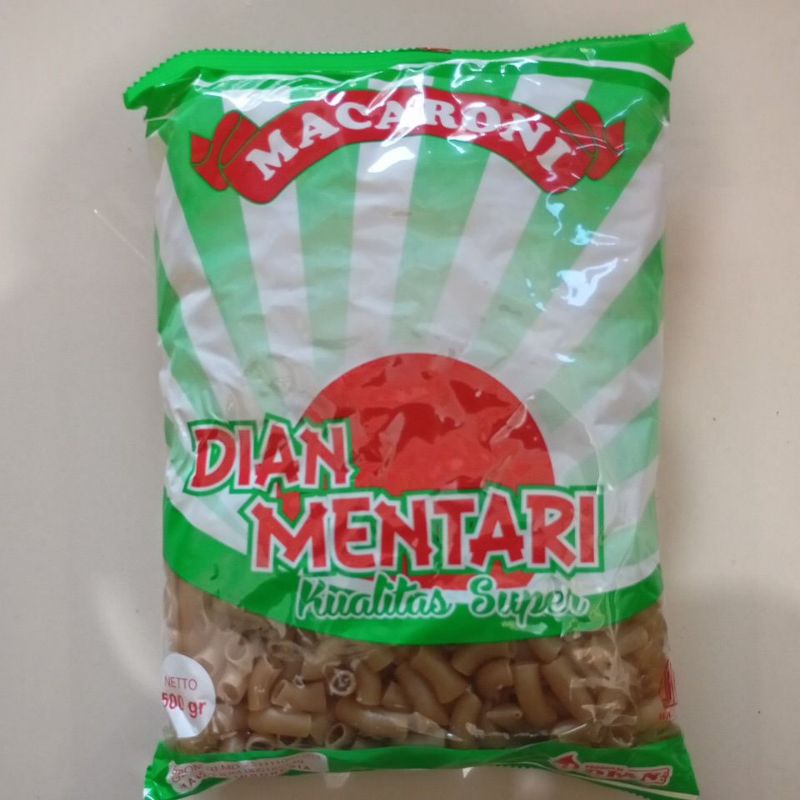 MACARONI
DIAN
MENTARI
Kualitas Super
NETTO
500 gr